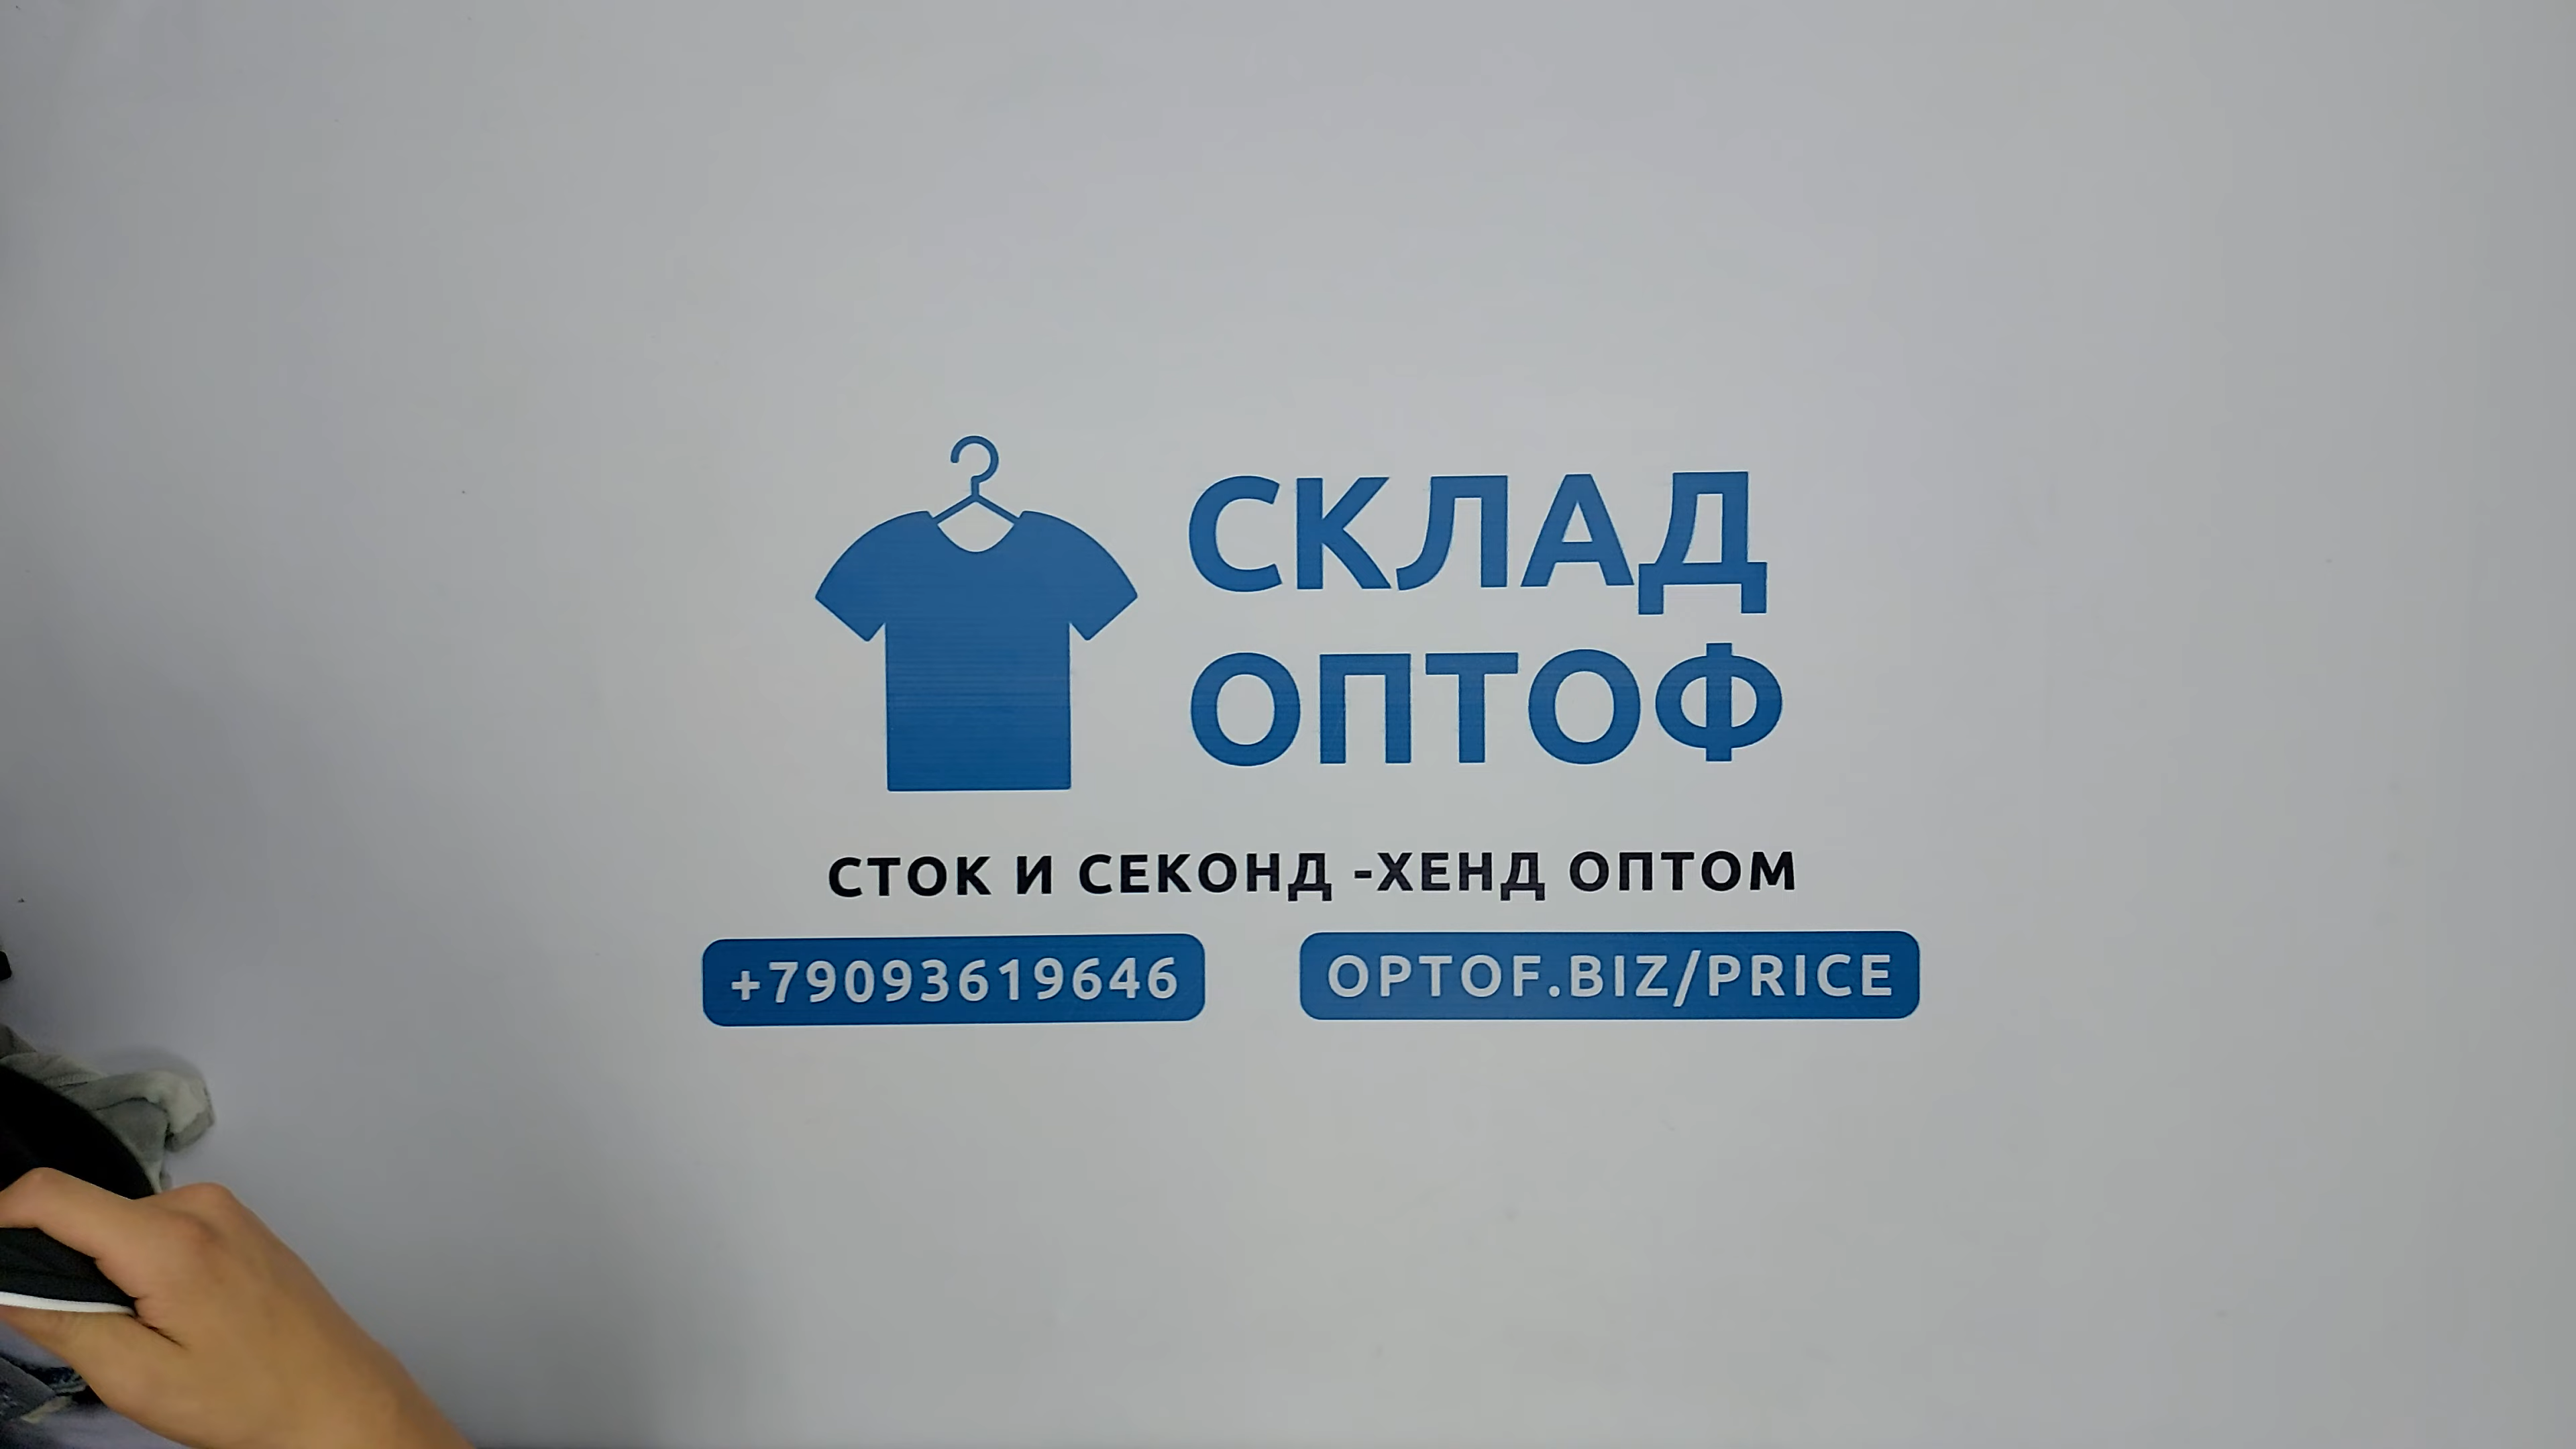 СКЛАД
ОПТОФ
СТОК И СЕКОНД -ХЕНД ОПТОМ
+79093619646
OPTOF.BIZ/PRICE